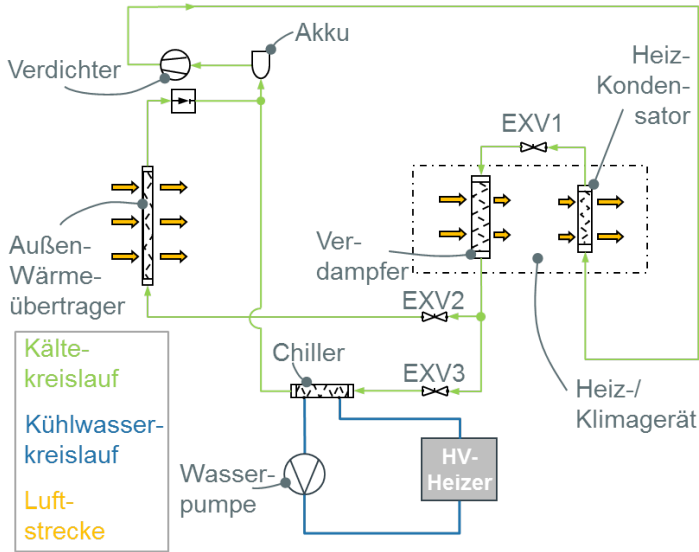 Akku
Verdichter
Heiz-
Konden-
sator
EXV1
Außen-
Wärme-
übertrager
Ver-
dampfer
EXV2
Kälte-
kreislauf
Kühlwasser-
kreislauf
Luft-
strecke
Chiller
EXV3
Heiz-/
Klimagerät
Wasser-
pumpe
HV-
Heizer